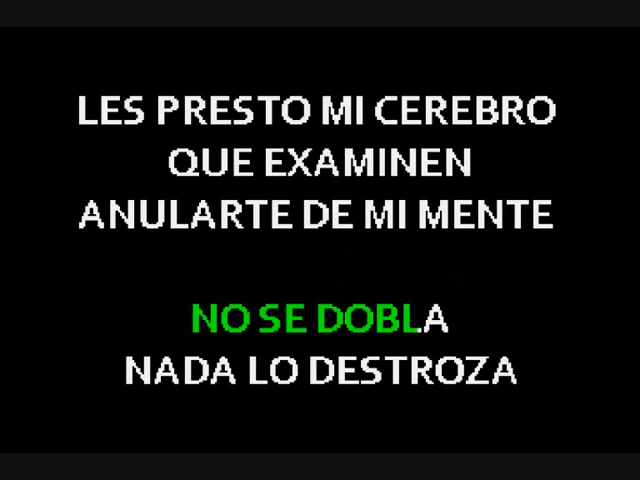 LES PRESTO MI CEREBRO
QUE EXAMINEN
ANULARTE DE MI MENTE
NO SE DOBLA
NADA LO DESTROZA